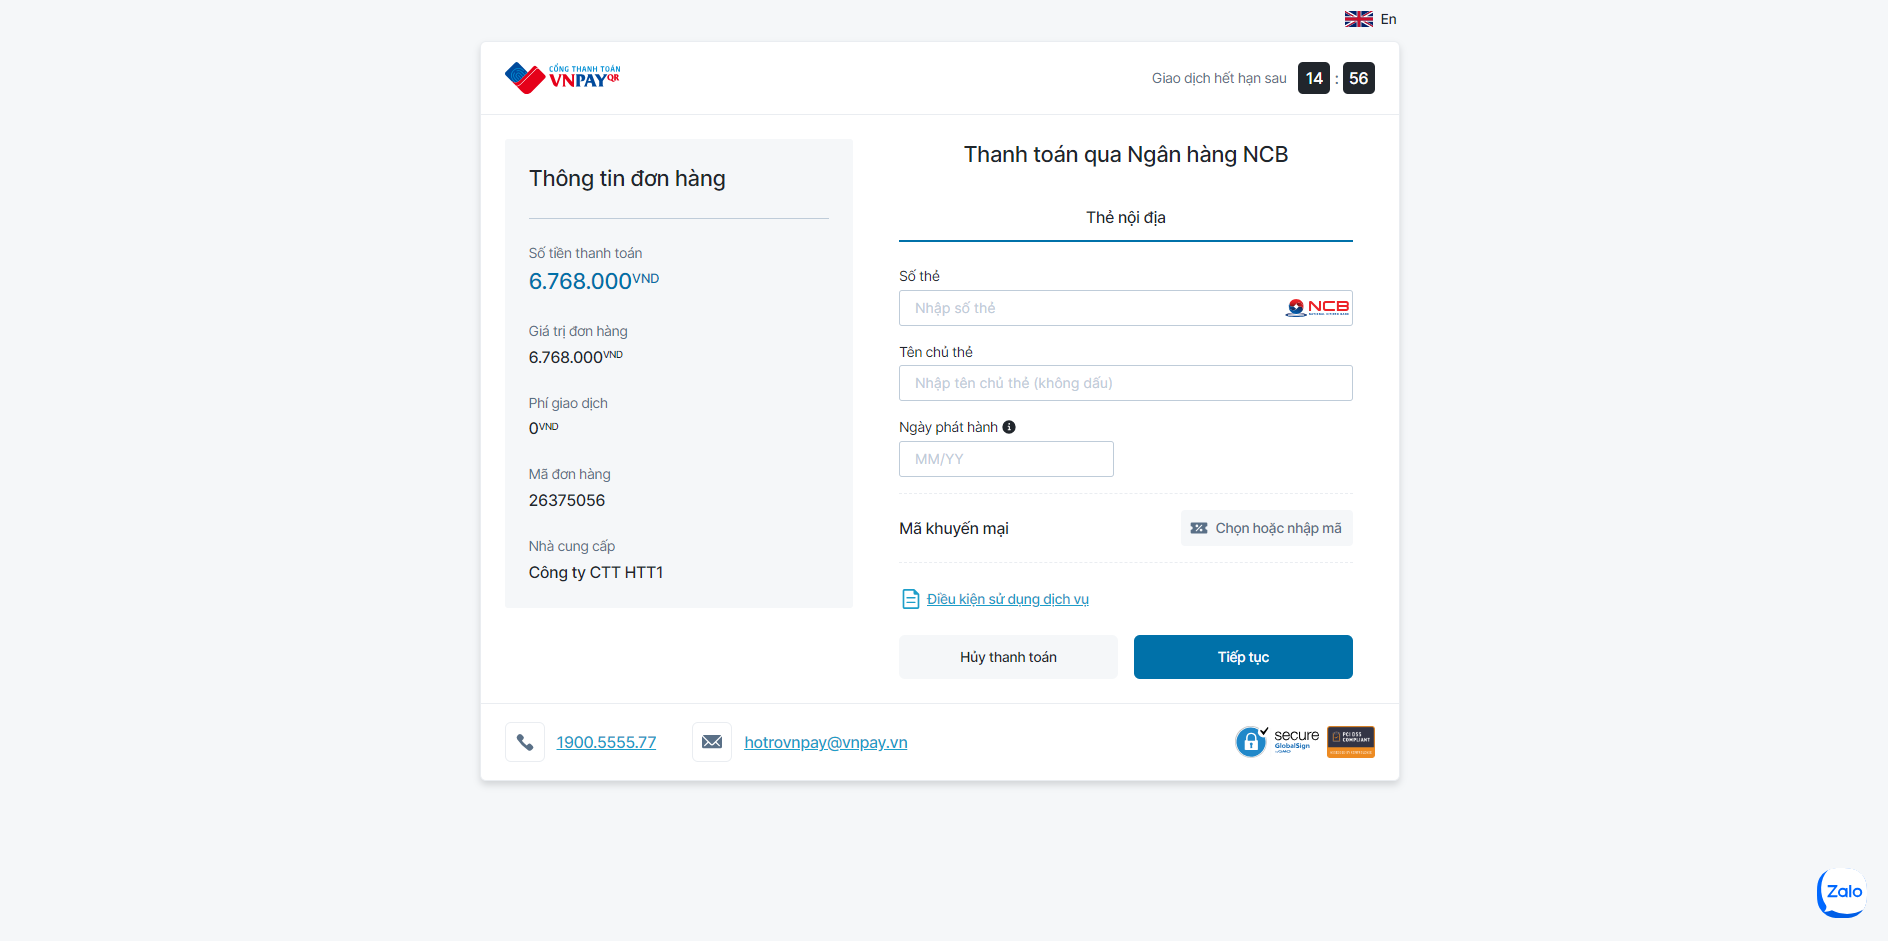 En
CỔNG THANH TOÁN
VNPAYQR
Giao dịch hết hạn sau 14 : 56
Thông tin đơn hàng
Số tiền thanh toán
6.768.000VND
Giá trị đơn hàng
6.768.000VND
Phí giao dịch
0VND
Mã đơn hàng
26375056
Nhà cung cấp
Công ty CTT HTT1
Thanh toán qua Ngân hàng NCB
Thẻ nội địa
Số thẻ
Nhập số thẻ
NCB
Tên chủ thẻ
Nhập tên chủ thẻ (không dấu)
Ngày phát hành
MM/YY
Mã khuyến mại
Chọn hoặc nhập mã
Điều kiện sử dụng dịch vụ
Hủy thanh toán
Tiếp tục
1900.5555.77
hotrovnpay@vnpay.vn
secure
GlobalSign
PCI DSS
COMPLIANT
Zalo